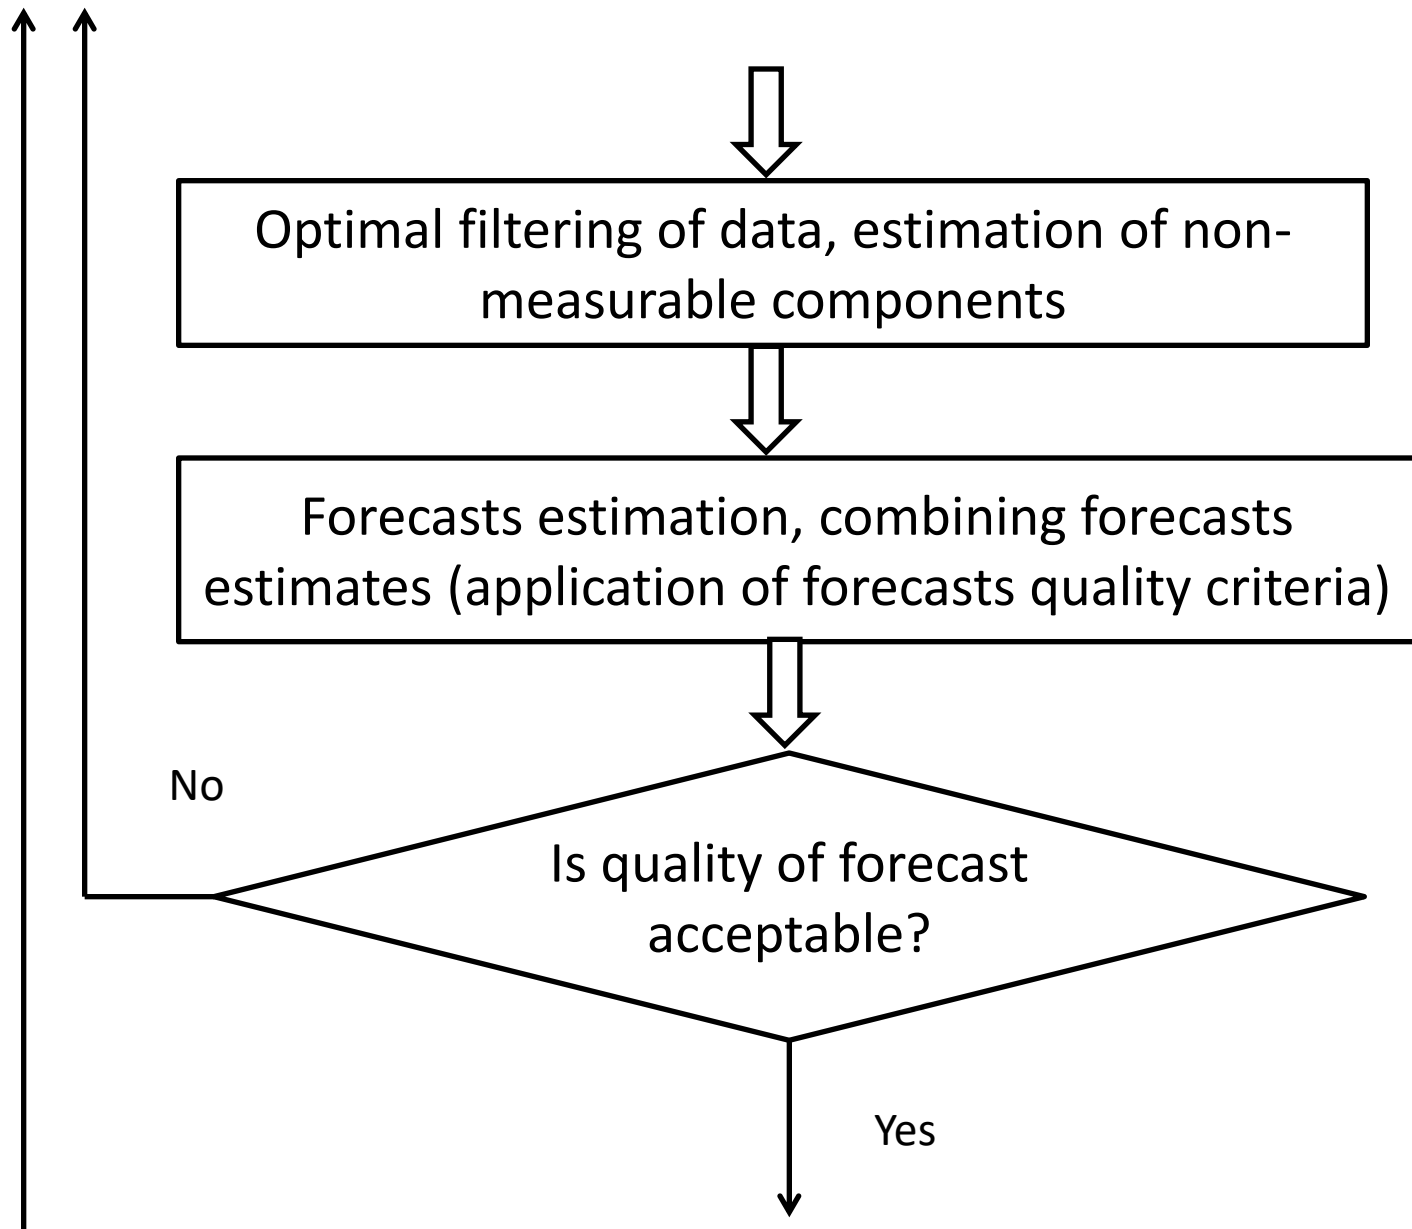 Optimal filtering of data, estimation of non-
measurable components
Forecasts estimation, combining forecasts
estimates (application of forecasts quality criteria)
No
Is quality of forecast
acceptable?
Yes